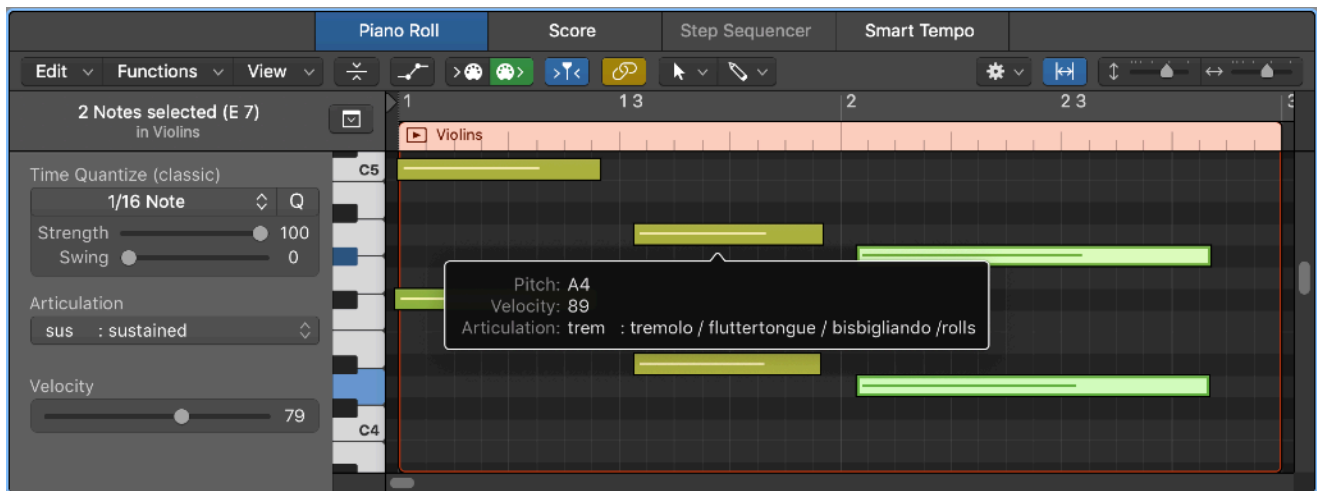 Piano Roll Score Step Sequencer Smart Tempo
Edit Functions View
2 Notes selected (E 7)
in Violins
1 1 3 2 2 3 3
Violins
Time Quantize (classic)
1/16 Note Q
Strength 100
Swing 0
Articulation
sus : sustained
Velocity
79
C5
C4
Pitch: A4
Velocity: 89
Articulation: trem : tremolo / fluttertongue / bisbigliando /rolls